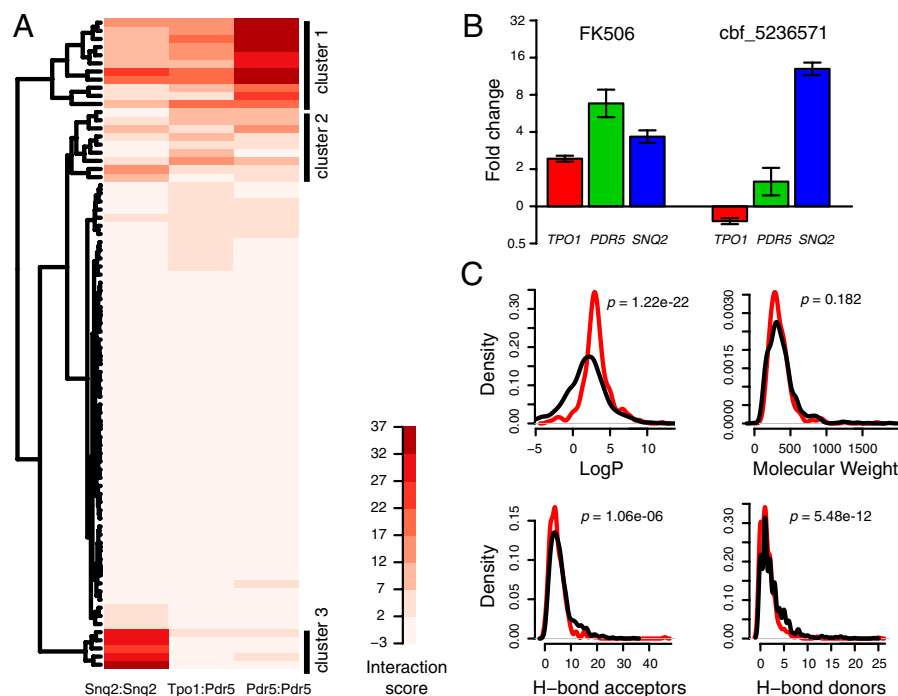 A
cluster 1
cluster 2
cluster 3
Snq2:Snq2 Tpo1:Pdr5 Pdr5:Pdr5
37
32
27
22
17
12
7
2
−3
Interaction
score
B
FK506 cbf_5236571
Fold change
32
16
8
4
2
0
0.5
TPO1 PDR5 SNQ2 TPO1 PDR5 SNQ2
C
p = 1.22e-22
Density
0.30
0.20
0.10
0.00
−5 0 5 10
LogP
p = 0.182
0.0030
0.0015
0.0000
0 500 1500
Molecular Weight
p = 1.06e-06
Density
0.15
0.10
0.05
0.00
0 10 20 30 40
H−bond acceptors
p = 5.48e-12
0.30
0.20
0.10
0.00
0 5 10 15 20 25
H−bond donors